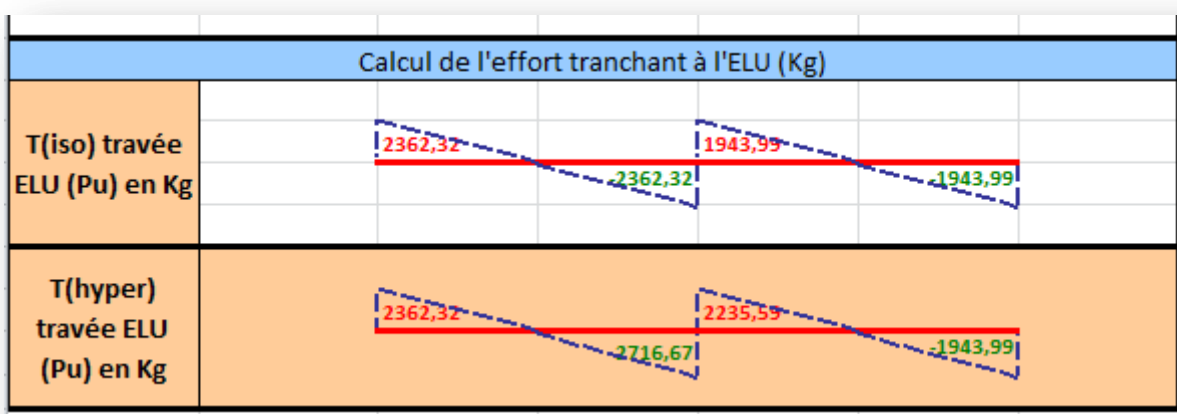 Calcul de l'effort tranchant à l'ELU (Kg)
T(iso) travée
ELU (Pu) en Kg
2362,32
1943,99
-2362,32
-1943,99
T(hyper)
travée ELU
(Pu) en Kg
2362,32
2235,59
-2716,67
-1943,99